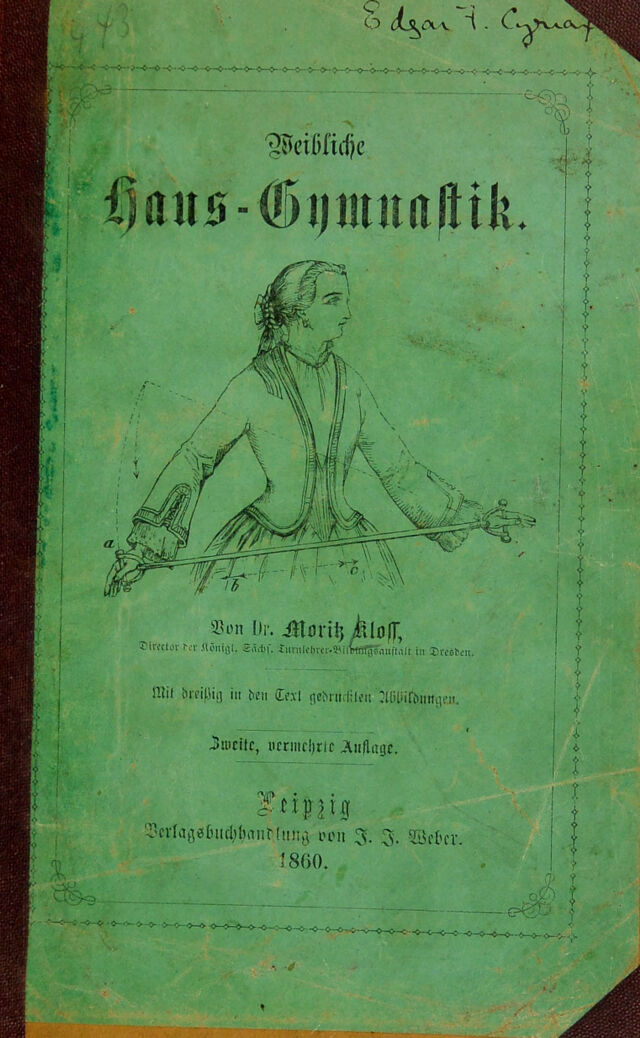 443
Edgar F. Cyriax
Weibliche
Haus-Gymnastik.
a
b
c
Von Dr. Moritz Kloss,
Director der Königl. Sächs. Turnlehrer-Bildungsanstalt in Dresden.
Mit dreißig in den Text gedruckten Abbildungen.
Zweite, vermehrte Auflage.
Leipzig
Verlagsbuchhandlung von J. J. Weber.
1860.